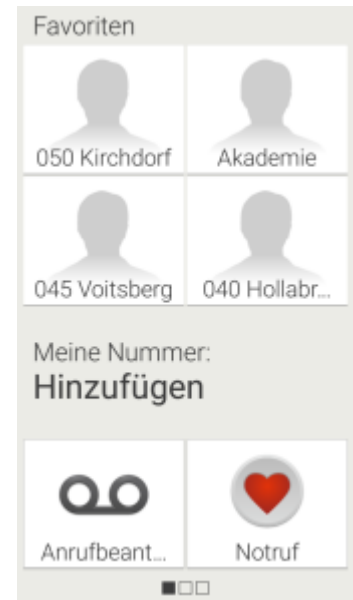 Favoriten
050 Kirchdorf
Akademie
045 Voitsberg
040 Hollabr...
Meine Nummer:
Hinzufügen
Anrufbeant...
Notruf